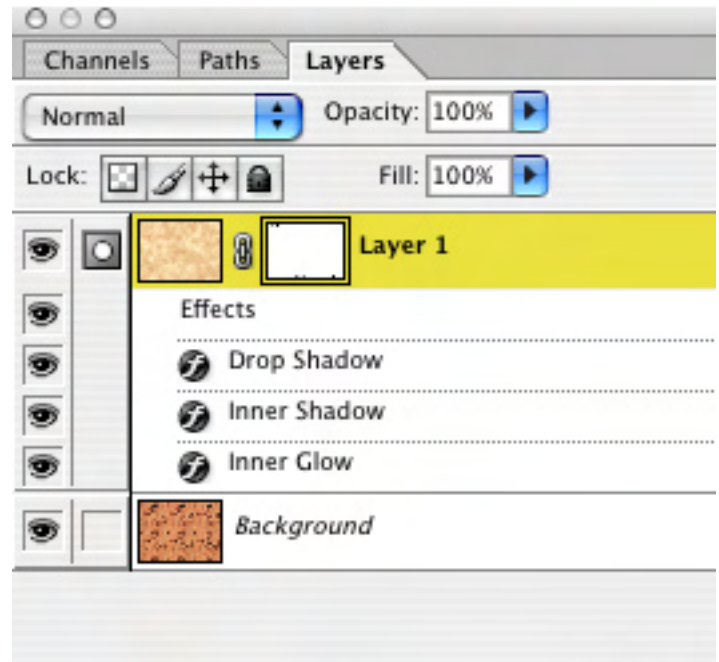 Channels Paths Layers
Normal Opacity: 100%
Lock: Fill: 100%
Layer 1
Effects
Drop Shadow
Inner Shadow
Inner Glow
Background